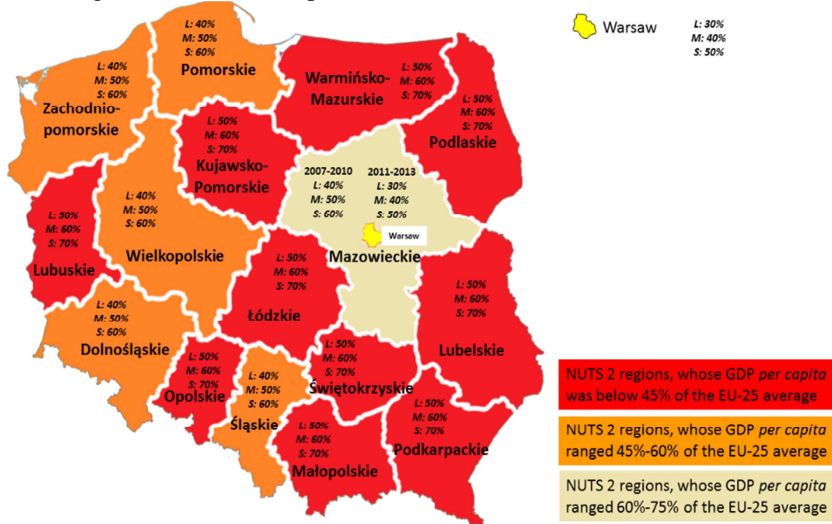 L: 40%
M: 50%
S: 60%
Pomorskie
L: 40%
M: 50%
S: 60%
Zachodnio-
pomorskie
Warmińsko-
Mazurskie
L: 50%
M: 60%
S: 70%
L: 50%
M: 60%
S: 70%
Podlaskie
L: 50%
M: 60%
S: 70%
Kujawsko-
Pomorskie
2007-2010
L: 40%
M: 50%
S: 60%
2011-2013
L: 30%
M: 40%
S: 50%
Warsaw
Mazowieckie
L: 40%
M: 50%
S: 60%
Wielkopolskie
L: 50%
M: 60%
S: 70%
Lubuskie
L: 50%
M: 60%
S: 70%
Łódzkie
L: 50%
M: 60%
S: 70%
Lubelskie
L: 40%
M: 50%
S: 60%
Dolnośląskie
L: 50%
M: 60%
S: 70%
Opolskie
L: 40%
M: 50%
S: 60%
Śląskie
L: 50%
M: 60%
S: 70%
Świętokrzyskie
L: 50%
M: 60%
S: 70%
Małopolskie
L: 50%
M: 60%
S: 70%
Podkarpackie
Warsaw
L: 30%
M: 40%
S: 50%
NUTS 2 regions, whose GDP per capita
was below 45% of the EU-25 average
NUTS 2 regions, whose GDP per capita
ranged 45%-60% of the EU-25 average
NUTS 2 regions, whose GDP per capita
ranged 60%-75% of the EU-25 average